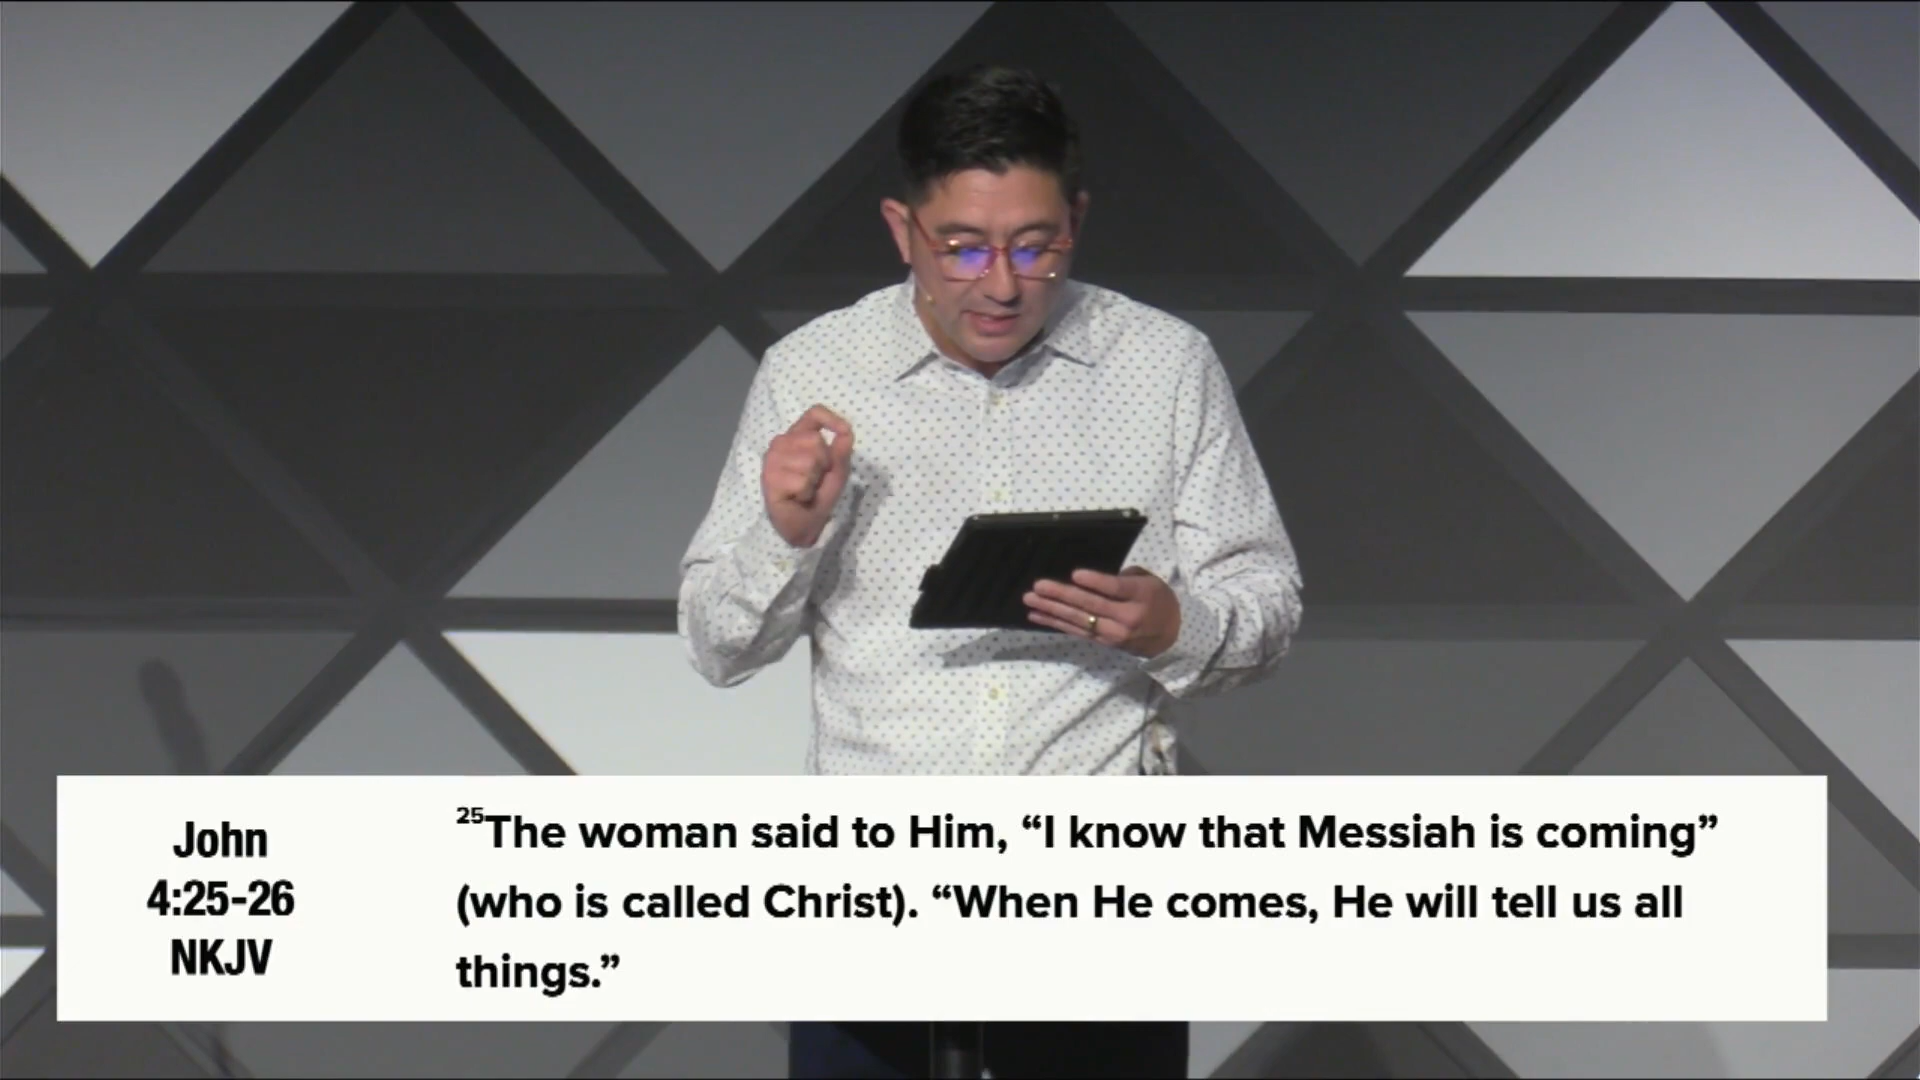 John
4:25-26
NKJV
25The woman said to Him, “I know that Messiah is coming”
(who is called Christ). “When He comes, He will tell us all
things.”